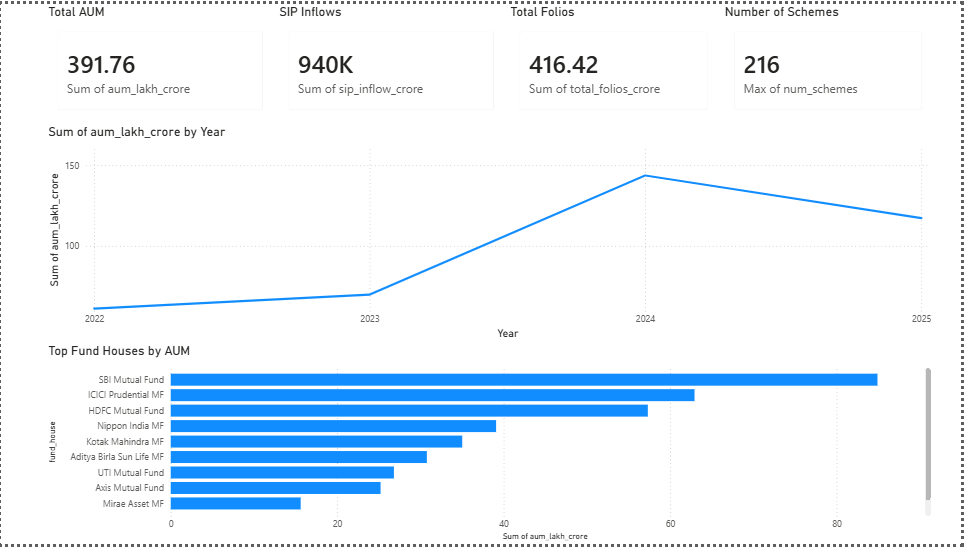 Total AUM
SIP Inflows
Total Folios
Number of Schemes
391.76
Sum of aum_lakh_crore
940K
Sum of sip_inflow_crore
416.42
Sum of total_folios_crore
216
Max of num_schemes
Sum of aum_lakh_crore by Year
Sum of aum_lakh_crore
150
100
2022
2023
2024
2025
Year
Top Fund Houses by AUM
fund_house
SBI Mutual Fund
ICICI Prudential MF
HDFC Mutual Fund
Nippon India MF
Kotak Mahindra MF
Aditya Birla Sun Life MF
UTI Mutual Fund
Axis Mutual Fund
Mirae Asset MF
0
20
40
60
80
Sum of aum_lakh_crore